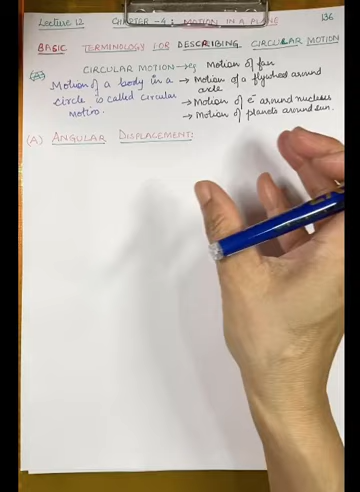 Lecture 12 CHAPTER-4: MOTION IN A PLANE 136
BASIC TERMINOLOGY FOR DESCRIBING CIRCULAR MOTION
(A) CIRCULAR MOTION → eg Motion of fan
Motion of a body in a → Motion of a flywheel around
circle is called circular axle
motion. → Motion of e⁻ around nucleus
→ Motion of planets around sun.
(A) ANGULAR DISPLACEMENT: